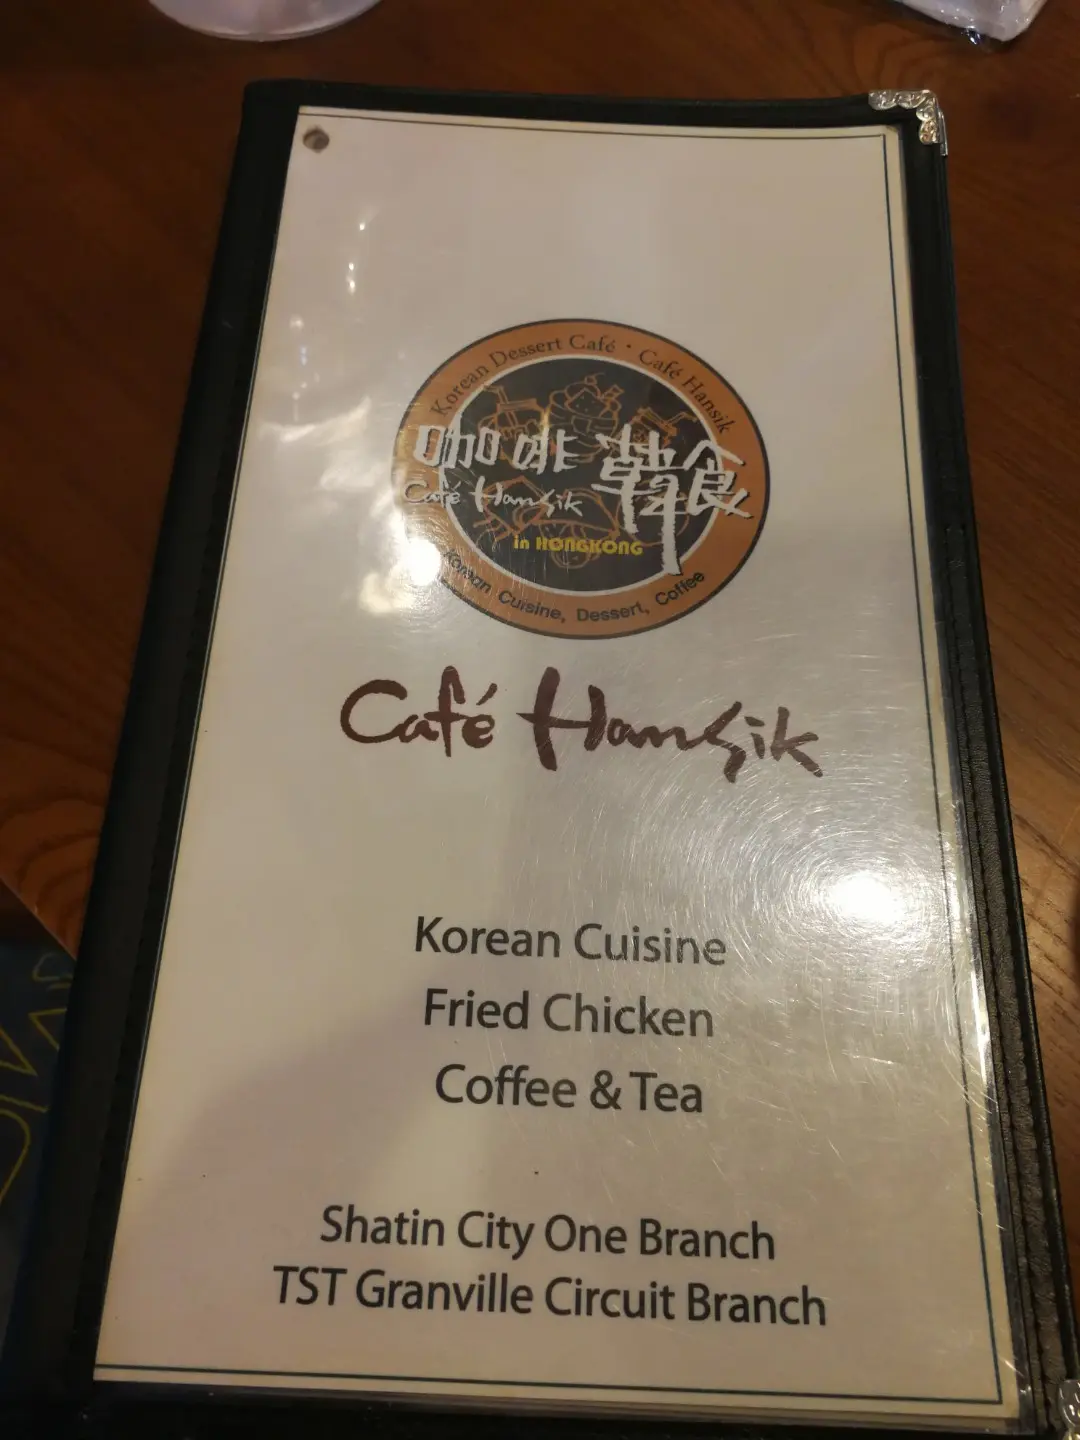 Korean Dessert Café · Café Hansik
咖啡 韓食
Café Hansik
in HONGKONG
Korean Cuisine, Dessert, Coffee
Café Hansik
Korean Cuisine
Fried Chicken
Coffee & Tea
Shatin City One Branch
TST Granville Circuit Branch